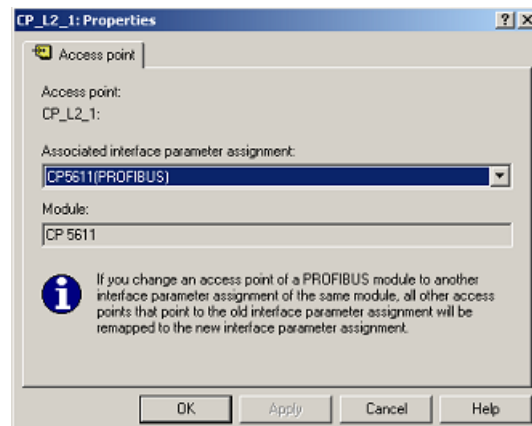 CP_L2_1: Properties
Access point
Access point:
CP_L2_1:
Associated interface parameter assignment:
CP5611(PROFIBUS)
Module:
CP 5611
If you change an access point of a PROFIBUS module to another
interface parameter assignment of the same module, all other access
points that point to the old interface parameter assignment will be
remapped to the new interface parameter assignment.
OK Apply Cancel Help